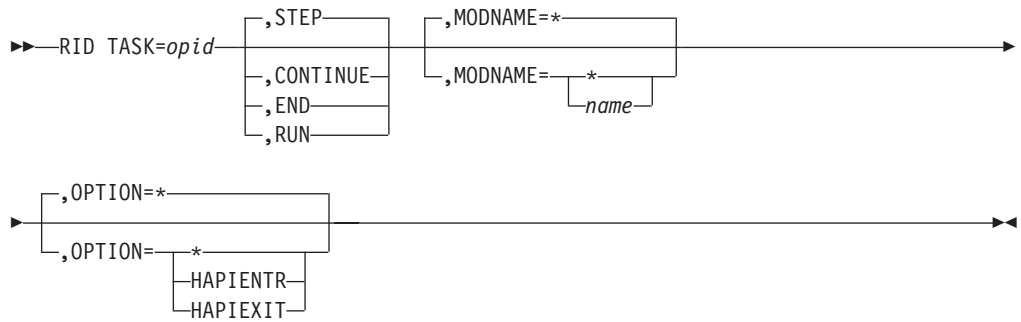 ,STEP ,MODNAME=*
RID TASK=opid
,CONTINUE ,MODNAME= *
,END name
,RUN
,OPTION=*
,OPTION= *
HAPIENTR
HAPIEXIT